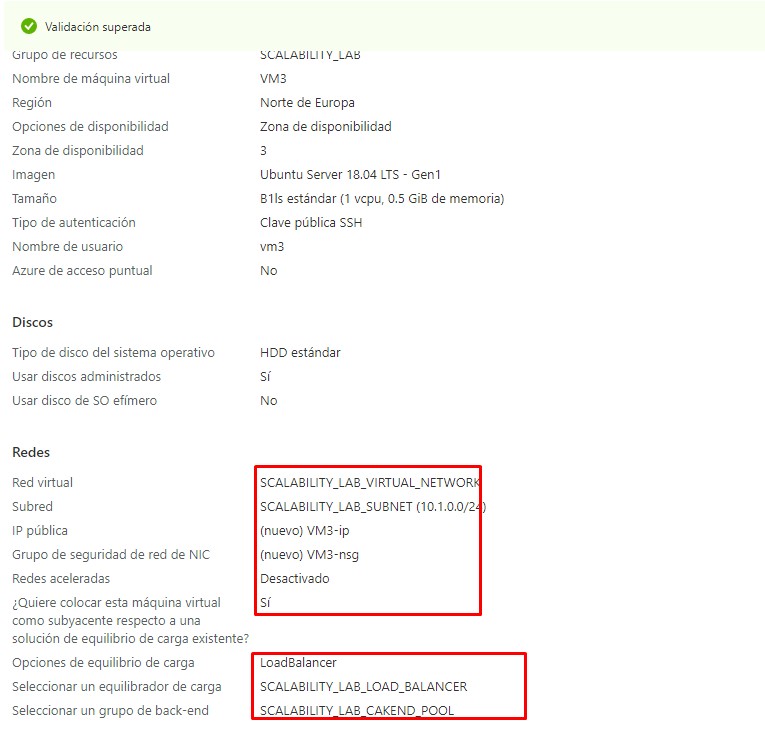 Validación superada
Grupo de recursos SCALABILITY_LAB
Nombre de máquina virtual VM3
Región Norte de Europa
Opciones de disponibilidad Zona de disponibilidad
Zona de disponibilidad 3
Imagen Ubuntu Server 18.04 LTS - Gen1
Tamaño B1ls estándar (1 vcpu, 0.5 GiB de memoria)
Tipo de autenticación Clave pública SSH
Nombre de usuario vm3
Azure de acceso puntual No
Discos
Tipo de disco del sistema operativo HDD estándar
Usar discos administrados Sí
Usar disco de SO efímero No
Redes
Red virtual SCALABILITY_LAB_VIRTUAL_NETWORK
Subred SCALABILITY_LAB_SUBNET (10.1.0.0/24)
IP pública (nuevo) VM3-ip
Grupo de seguridad de red de NIC (nuevo) VM3-nsg
Redes aceleradas Desactivado
¿Quiere colocar esta máquina virtual Sí
como subyacente respecto a una
solución de equilibrio de carga existente?
Opciones de equilibrio de carga LoadBalancer
Seleccionar un equilibrador de carga SCALABILITY_LAB_LOAD_BALANCER
Seleccionar un grupo de back-end SCALABILITY_LAB_CAKEND_POOL